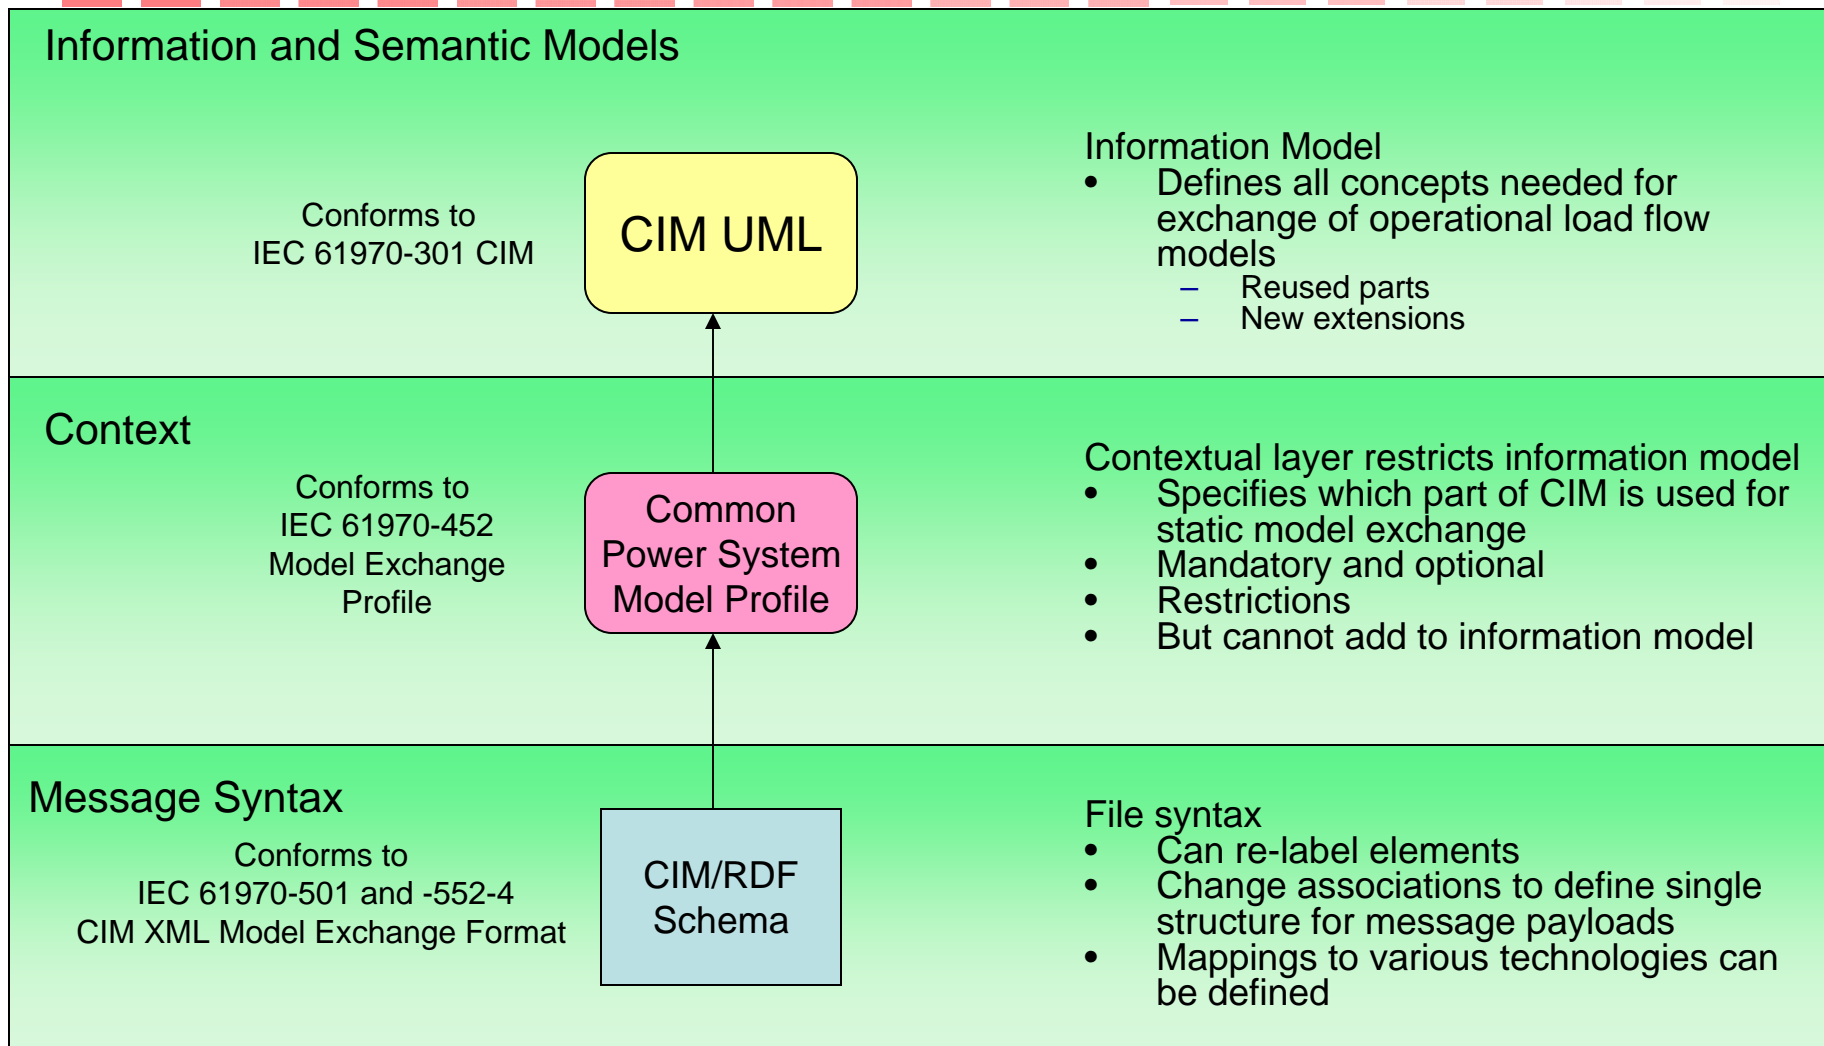 Information and Semantic Models
Conforms to
IEC 61970-301 CIM
CIM UML
Information Model
• Defines all concepts needed for
exchange of operational load flow
models
– Reused parts
– New extensions
Context
Conforms to
IEC 61970-452
Model Exchange
Profile
Common
Power System
Model Profile
Contextual layer restricts information model
• Specifies which part of CIM is used for
static model exchange
• Mandatory and optional
• Restrictions
• But cannot add to information model
Message Syntax
Conforms to
IEC 61970-501 and -552-4
CIM XML Model Exchange Format
CIM/RDF
Schema
File syntax
• Can re-label elements
• Change associations to define single
structure for message payloads
• Mappings to various technologies can
be defined